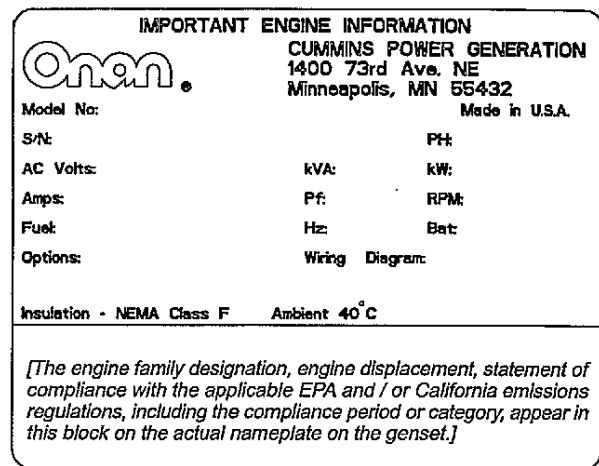 IMPORTANT ENGINE INFORMATION
Onan®
CUMMINS POWER GENERATION
1400 73rd Ave. NE
Minneapolis, MN 55432
Model No: Made in U.S.A.
S/N: PH:
AC Volts: kVA: kW:
Amps: Pf: RPM:
Fuel: Hz: Bat:
Options: Wiring Diagram:
Insulation - NEMA Class F Ambient 40°C
[The engine family designation, engine displacement, statement of
compliance with the applicable EPA and / or California emissions
regulations, including the compliance period or category, appear in
this block on the actual nameplate on the genset.]